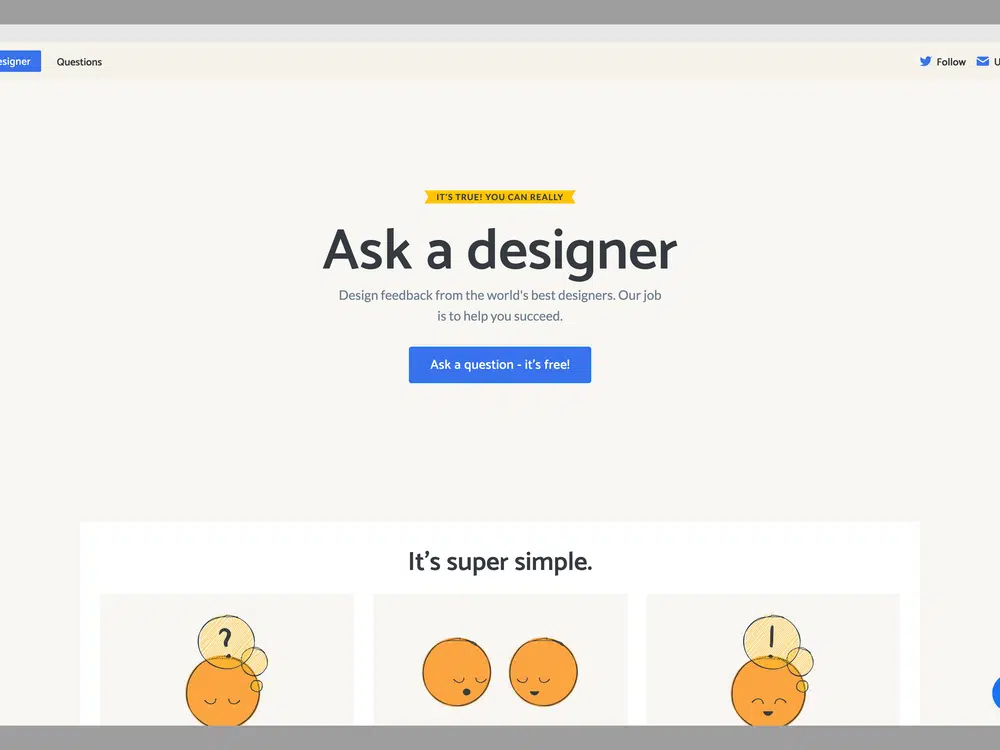 Questions
Follow
IT'S TRUE! YOU CAN REALLY
Ask a designer
Design feedback from the world's best designers. Our job
is to help you succeed.
Ask a question - it's free!
It's super simple.
?
!